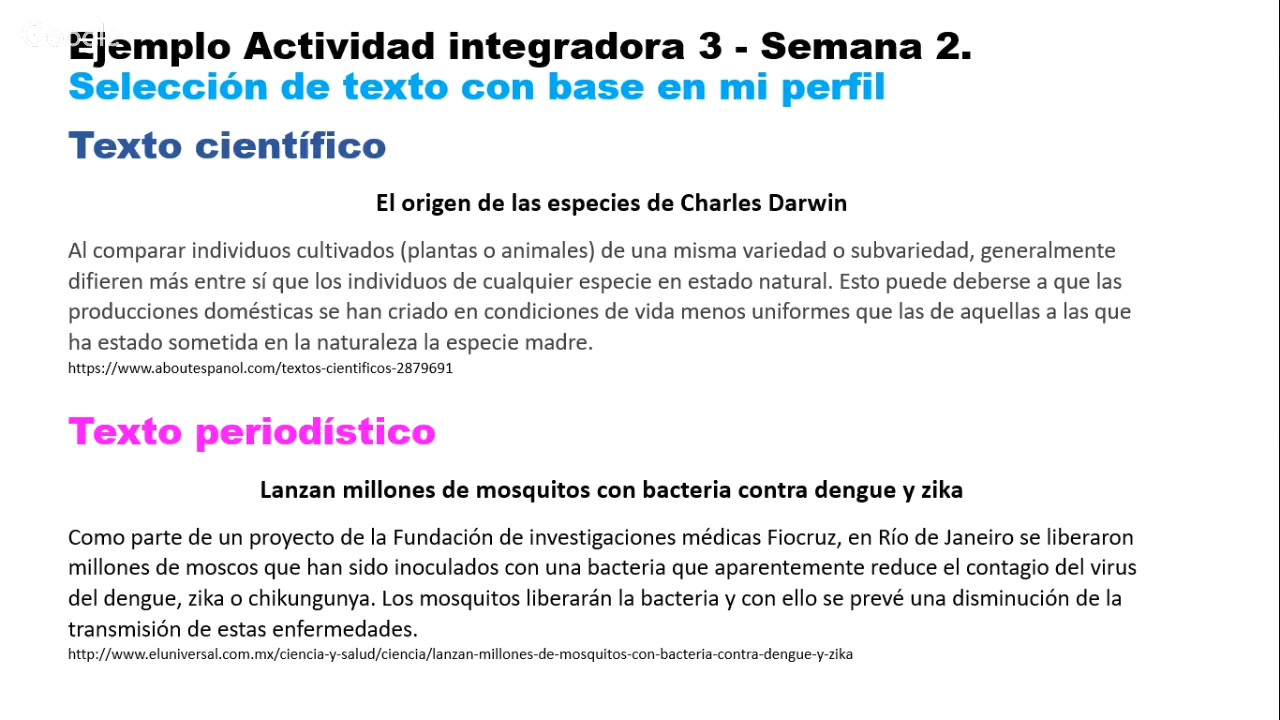 Google
Ejemplo Actividad integradora 3 - Semana 2.
Selección de texto con base en mi perfil
Texto científico
El origen de las especies de Charles Darwin
Al comparar individuos cultivados (plantas o animales) de una misma variedad o subvariedad, generalmente
difieren más entre sí que los individuos de cualquier especie en estado natural. Esto puede deberse a que las
producciones domésticas se han criado en condiciones de vida menos uniformes que las de aquellas a las que
ha estado sometida en la naturaleza la especie madre.
https://www.aboutespanol.com/textos-cientificos-2879691
Texto periodístico
Lanzan millones de mosquitos con bacteria contra dengue y zika
Como parte de un proyecto de la Fundación de investigaciones médicas Fiocruz, en Río de Janeiro se liberaron
millones de moscos que han sido inoculados con una bacteria que aparentemente reduce el contagio del virus
del dengue, zika o chikungunya. Los mosquitos liberarán la bacteria y con ello se prevé una disminución de la
transmisión de estas enfermedades.
http://www.eluniversal.com.mx/ciencia-y-salud/ciencia/lanzan-millones-de-mosquitos-con-bacteria-contra-dengue-y-zika